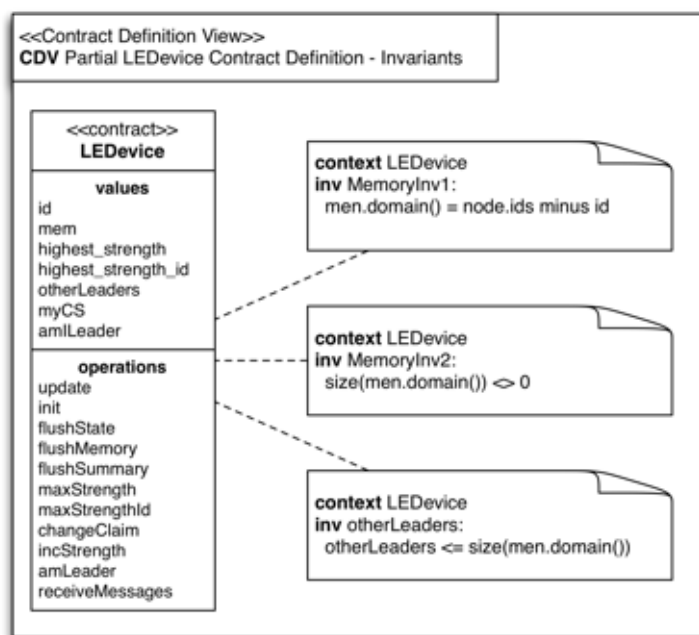 <<Contract Definition View>>
CDV Partial LEDevice Contract Definition - Invariants
<<contract>>
LEDevice
values
id
mem
highest_strength
highest_strength_id
otherLeaders
myCS
amILeader
operations
update
init
flushState
flushMemory
flushSummary
maxStrength
maxStrengthId
changeClaim
incStrength
amLeader
receiveMessages
context LEDevice
inv MemoryInv1:
men.domain() = node.ids minus id
context LEDevice
inv MemoryInv2:
size(men.domain()) <> 0
context LEDevice
inv otherLeaders:
otherLeaders <= size(men.domain())